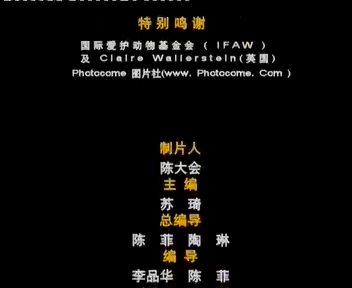 特别鸣谢
国际爱护动物基金会 ( IFAW )
及 Claire Wallerstein(英国)
Photocome 图片社(www. Photocome. Com )
制片人
陈大会
主 编
苏 琦
总编导
陈 菲 陶 琳
编 导
李品华 陈 菲